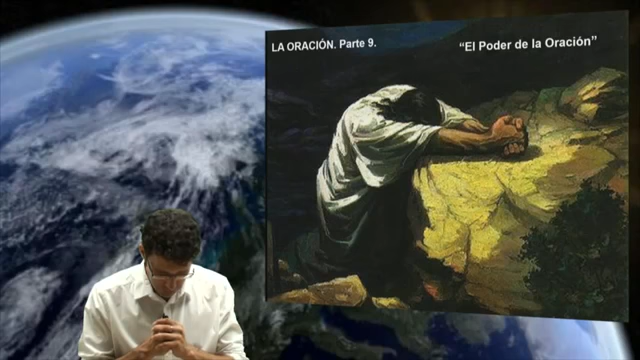 LA ORACIÓN. Parte 9.
“El Poder de la Oración”